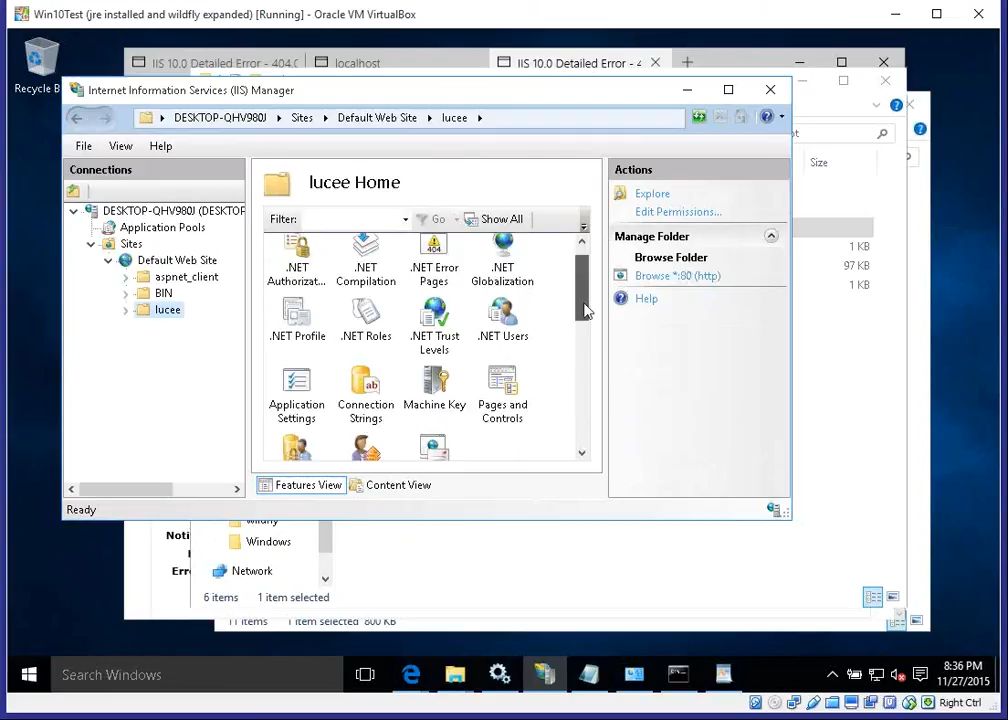 Win10Test (jre installed and wildfly expanded) [Running] - Oracle VM VirtualBox
Recycle B
IIS 10.0 Detailed Error - 404.0
localhost
IIS 10.0 Detailed Error - 4
Internet Information Services (IIS) Manager
DESKTOP-QHV980J
Sites
Default Web Site
lucee
File
View
Help
Size
Connections
DESKTOP-QHV980J (DESKTOP
Application Pools
Sites
Default Web Site
aspnet_client
BIN
lucee
lucee Home
Filter:
Go
Show All
.NET Authorizat...
.NET Compilation
.NET Error Pages
.NET Globalization
.NET Profile
.NET Roles
.NET Trust Levels
.NET Users
Application Settings
Connection Strings
Machine Key
Pages and Controls
Features View
Content View
Actions
Explore
Edit Permissions...
Manage Folder
Browse Folder
Browse *:80 (http)
Help
1 KB
97 KB
1 KB
Ready
Noti
Erro
Windows
Network
6 items
1 item selected
11 items
1 item selected 800 KB
Search Windows
8:36 PM
11/27/2015
Right Ctrl